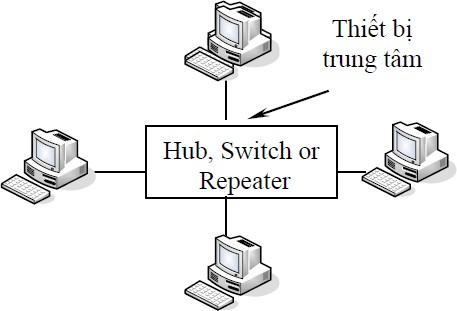 Thiết bị
trung tâm
Hub, Switch or
Repeater